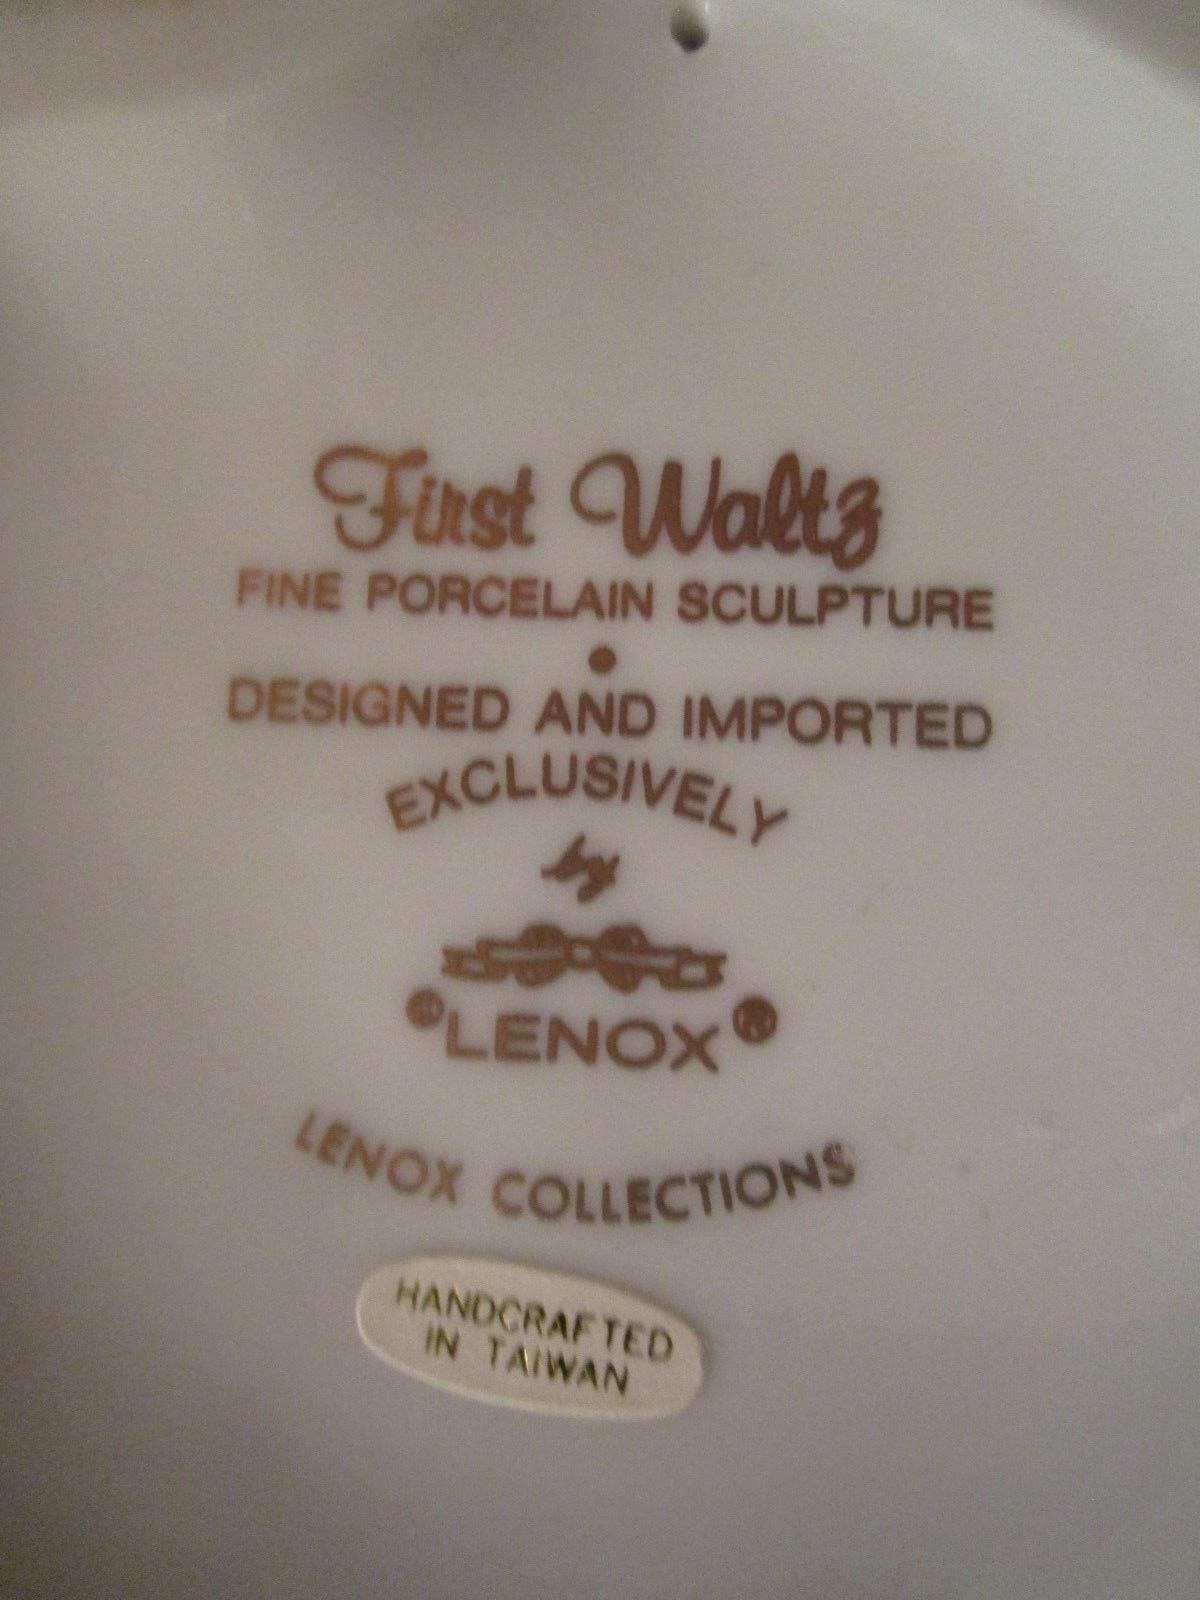 First Waltz
FINE PORCELAIN SCULPTURE
•
DESIGNED AND IMPORTED
EXCLUSIVELY
by
®LENOX®
LENOX COLLECTIONS
HANDCRAFTED
IN TAIWAN